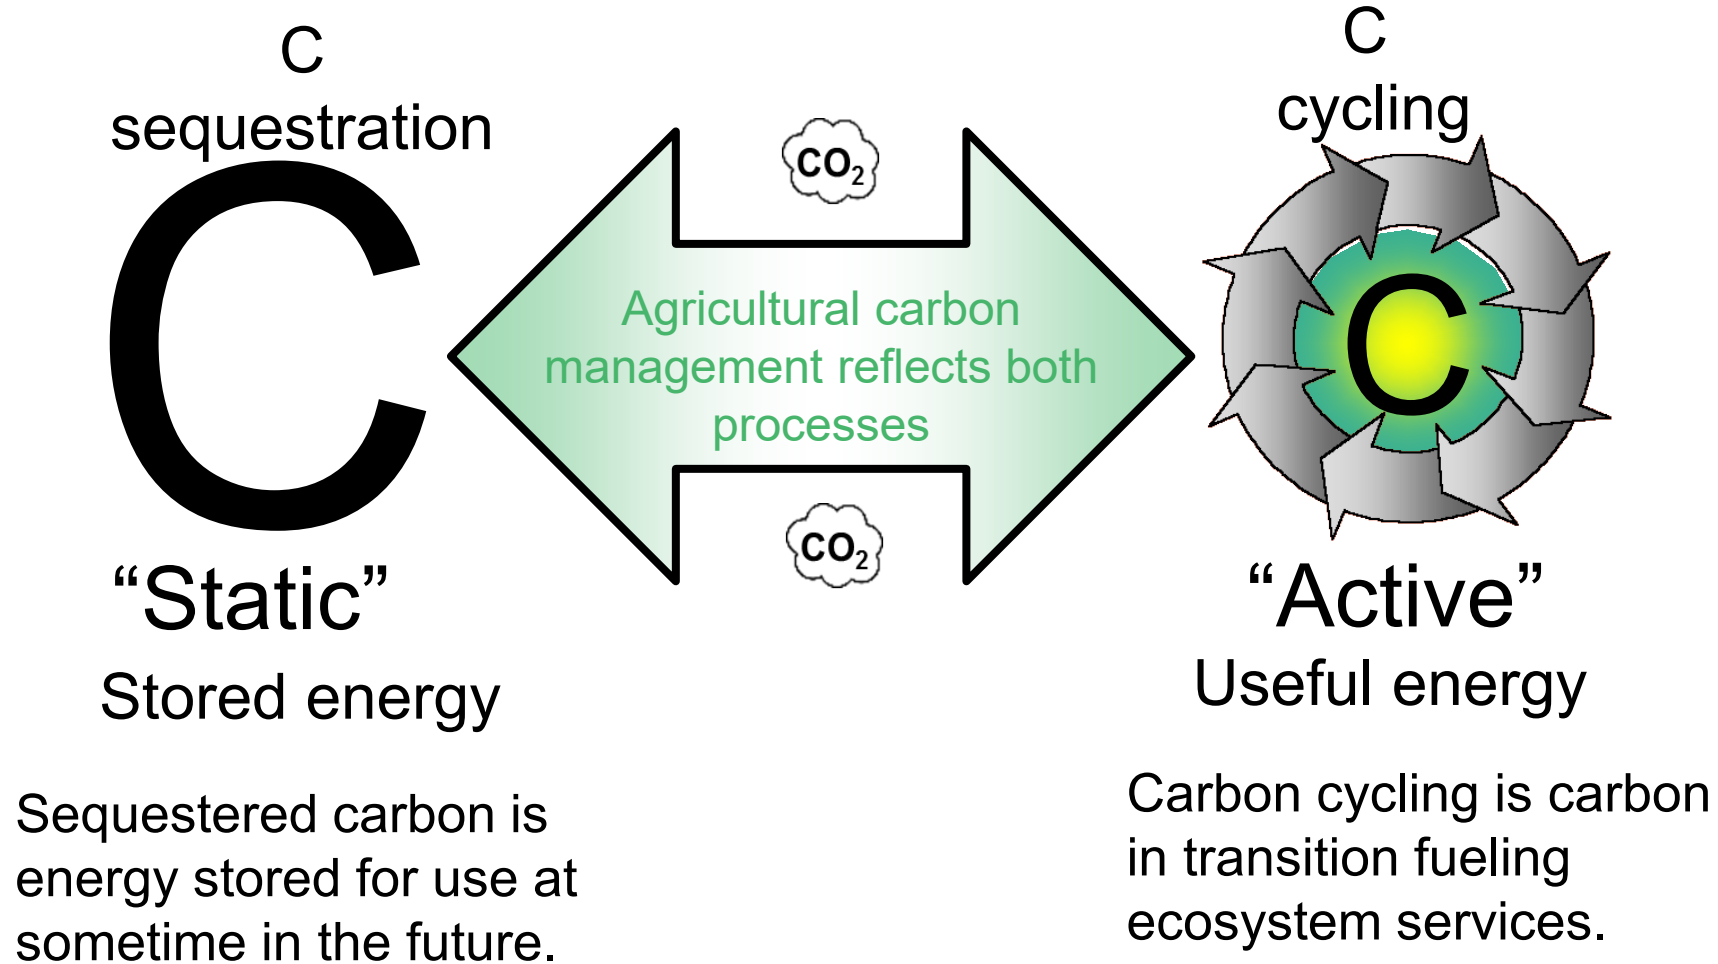 C
sequestration
C
“Static”
Stored energy
Sequestered carbon is
energy stored for use at
sometime in the future.
CO₂
Agricultural carbon
management reflects both
processes
CO₂
C
cycling
C
“Active”
Useful energy
Carbon cycling is carbon
in transition fueling
ecosystem services.